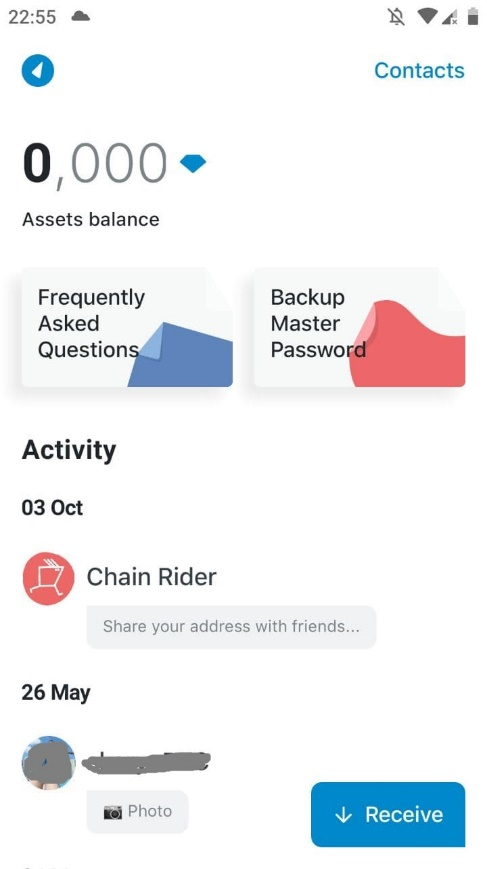 22:55
Contacts
0,000
Assets balance
Frequently
Asked
Questions
Backup
Master
Password
Activity
03 Oct
Chain Rider
Share your address with friends...
26 May
Photo
Receive